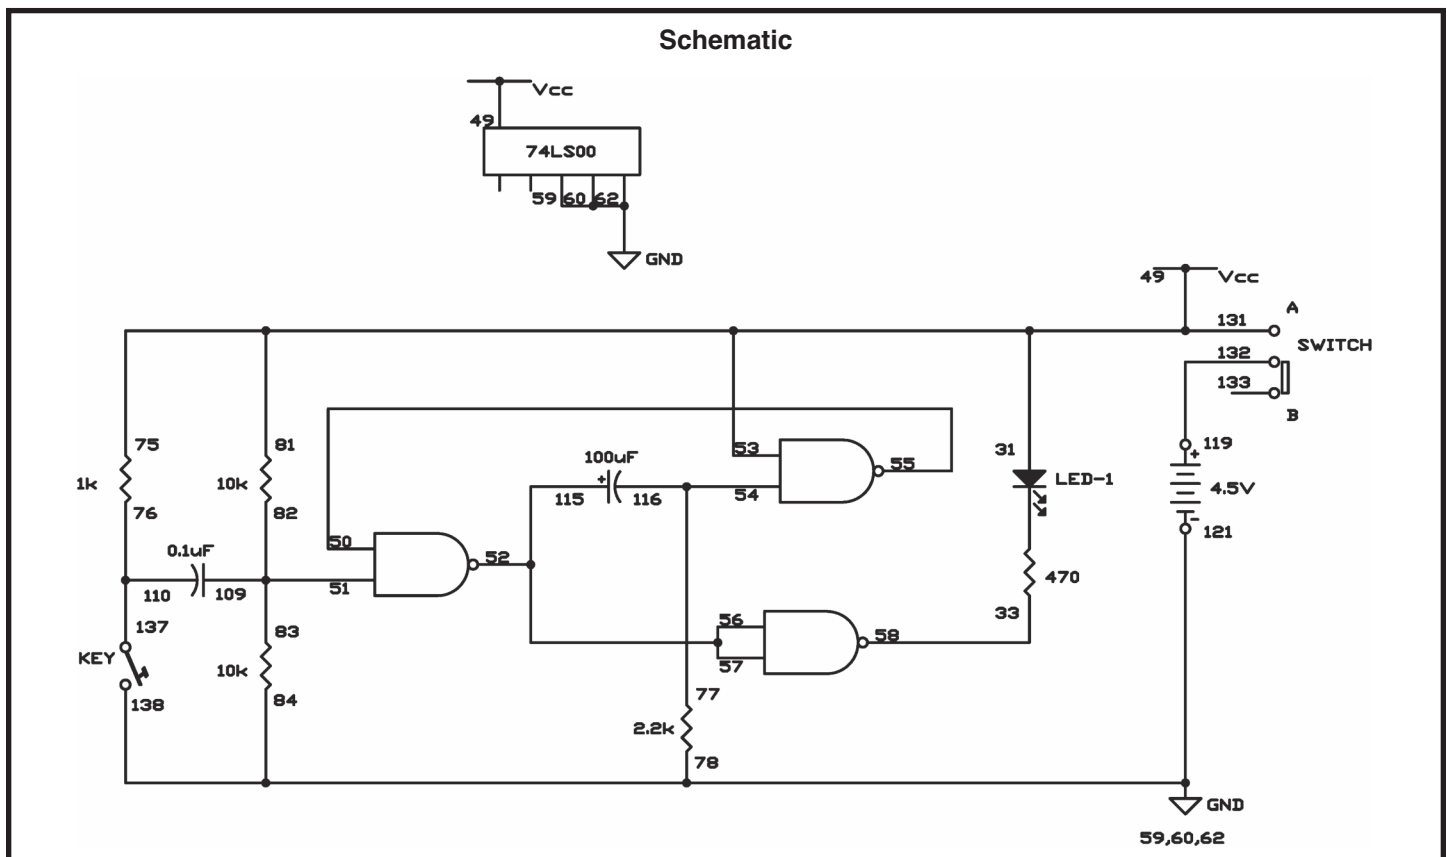 Schematic
Vcc
49
74LS00
59 60 62
GND
49 Vcc
A
131
SWITCH
132
133
B
75
81
53
55
31
119
+
1k
10k
100uF
+
54
LED-1
4.5V
76
82
115 116
-
121
50
0.1uF
52
110 109
51
470
137
83
56
58
33
KEY
10k
57
138
84
77
2.2k
78
GND
59,60,62